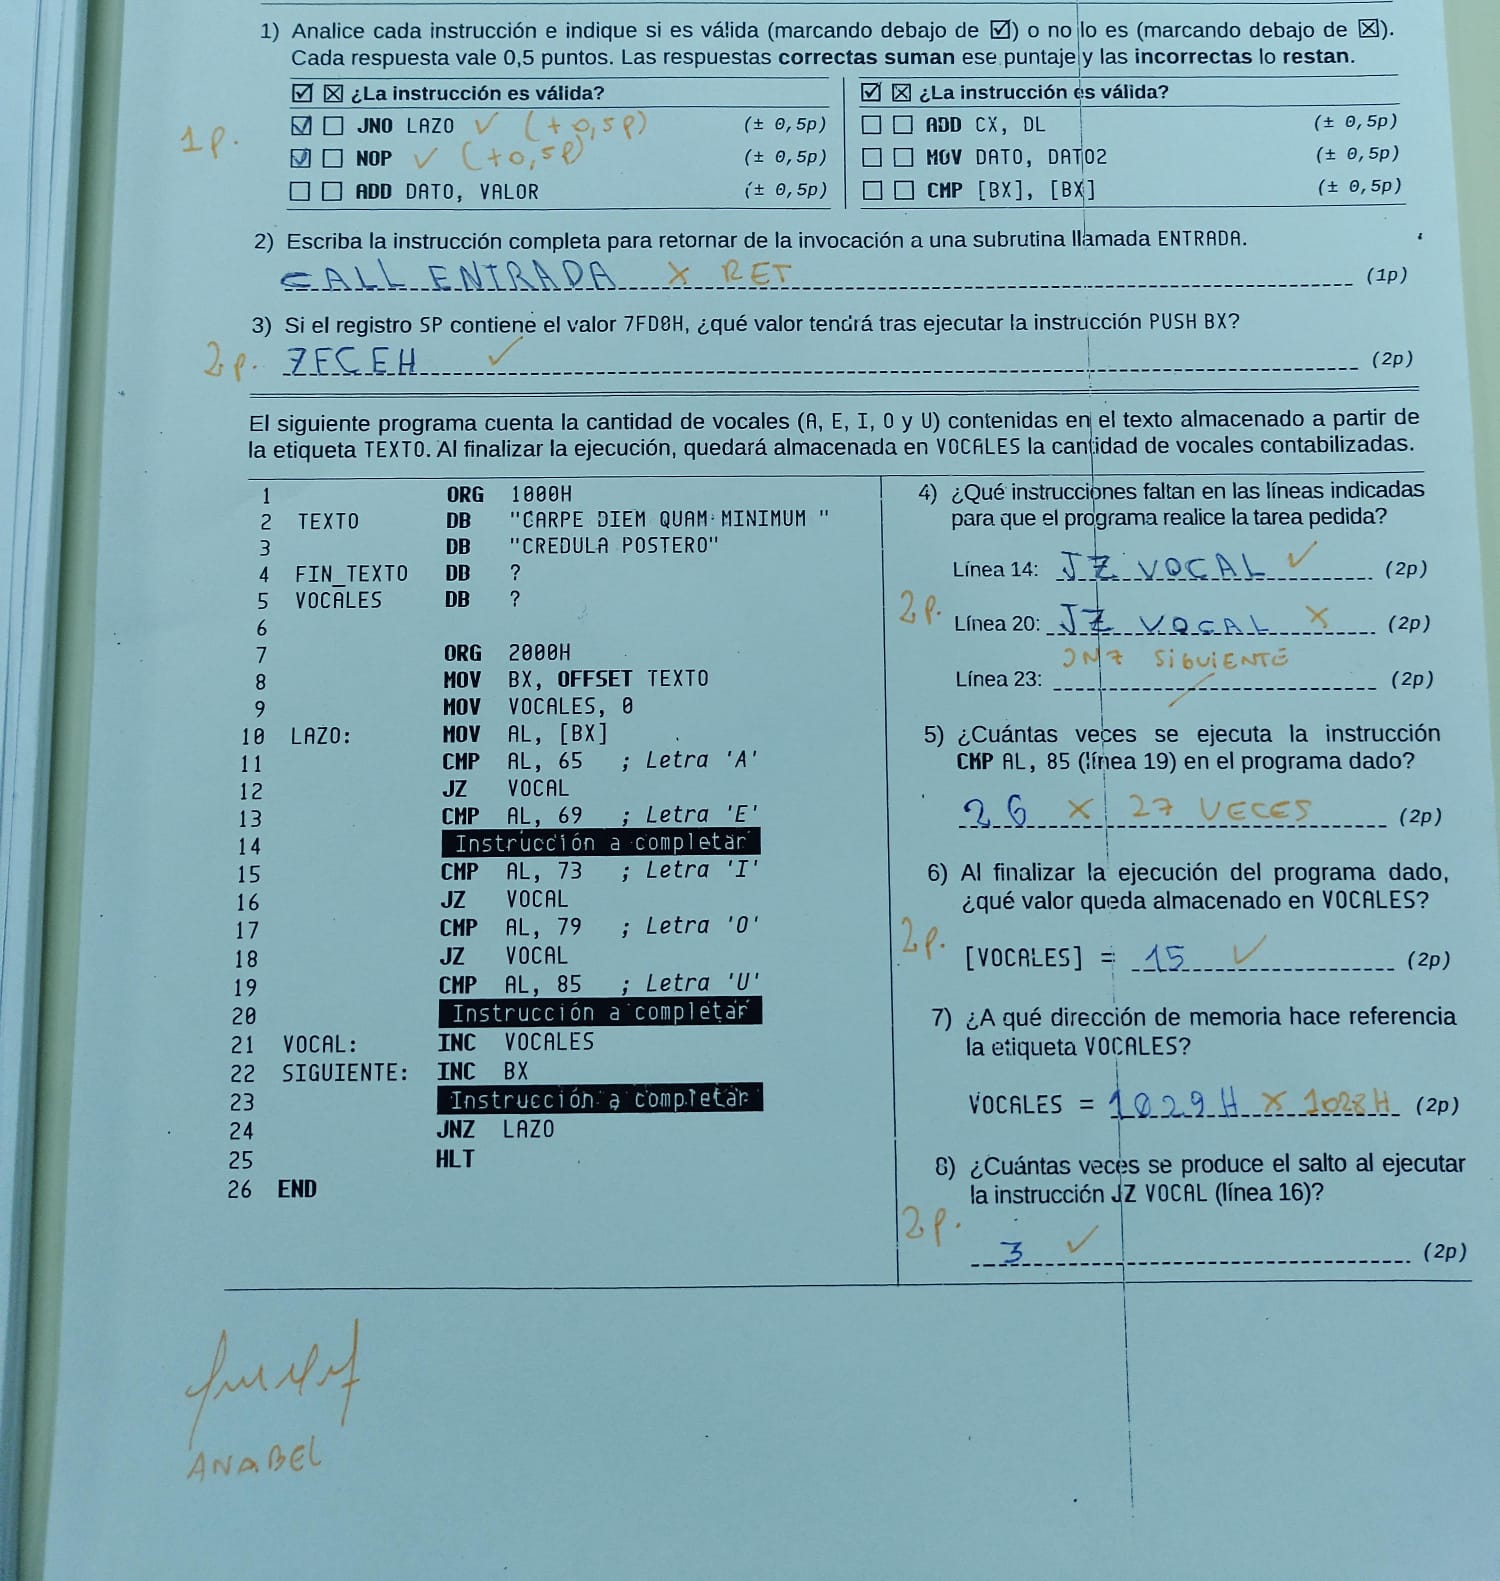 1) Analice cada instrucción e indique si es válida (marcando debajo de ☑) o no lo es (marcando debajo de ☒).
Cada respuesta vale 0,5 puntos. Las respuestas correctas suman ese puntaje y las incorrectas lo restan.
☑ ☒ ¿La instrucción es válida?
1p. ☑ ☐ JNO LAZO ✓ (+0,5p) (± 0,5p)
☑ ☐ NOP ✓ (+0,5p) (± 0,5p)
☐ ☐ ADD DATO, VALOR (± 0,5p)
☑ ☒ ¿La instrucción es válida?
☐ ☐ ADD CX, DL (± 0,5p)
☐ ☐ MOV DATO, DATO2 (± 0,5p)
☐ ☐ CMP [BX], [BX] (± 0,5p)
2) Escriba la instrucción completa para retornar de la invocación a una subrutina llamada ENTRADA.
CALL ENTRADA X RET (1p)
3) Si el registro SP contiene el valor 7FD0H, ¿qué valor tendrá tras ejecutar la instrucción PUSH BX?
2p. 7FCEH ✓ (2p)
El siguiente programa cuenta la cantidad de vocales (A, E, I, O y U) contenidas en el texto almacenado a partir de
la etiqueta TEXTO. Al finalizar la ejecución, quedará almacenada en VOCALES la cantidad de vocales contabilizadas.
1 ORG 1000H
2 TEXTO DB "CARPE DIEM QUAM MINIMUM "
3 DB "CREDULA POSTERO"
4 FIN_TEXTO DB ?
5 VOCALES DB ?
6
7 ORG 2000H
8 MOV BX, OFFSET TEXTO
9 MOV VOCALES, 0
10 LAZO: MOV AL, [BX]
11 CMP AL, 65 ; Letra 'A'
12 JZ VOCAL
13 CMP AL, 69 ; Letra 'E'
14 Instrucción a completar
15 CMP AL, 73 ; Letra 'I'
16 JZ VOCAL
17 CMP AL, 79 ; Letra 'O'
18 JZ VOCAL
19 CMP AL, 85 ; Letra 'U'
20 Instrucción a completar
21 VOCAL: INC VOCALES
22 SIGUIENTE: INC BX
23 Instrucción a completar
24 JNZ LAZO
25 HLT
26 END
4) ¿Qué instrucciones faltan en las líneas indicadas
para que el programa realice la tarea pedida?
Línea 14: JZ VOCAL ✓ (2p)
2p. Línea 20: JZ VOCAL X (2p)
JNZ SIGUIENTE
Línea 23: (2p)
5) ¿Cuántas veces se ejecuta la instrucción
CMP AL, 85 (línea 19) en el programa dado?
26 X 27 VECES (2p)
6) Al finalizar la ejecución del programa dado,
¿qué valor queda almacenado en VOCALES?
2p. [VOCALES] = 15 ✓ (2p)
7) ¿A qué dirección de memoria hace referencia
la etiqueta VOCALES?
VOCALES = 1029H X 1028H (2p)
8) ¿Cuántas veces se produce el salto al ejecutar
la instrucción JZ VOCAL (línea 16)?
2p. 3 ✓ (2p)
ANABEL